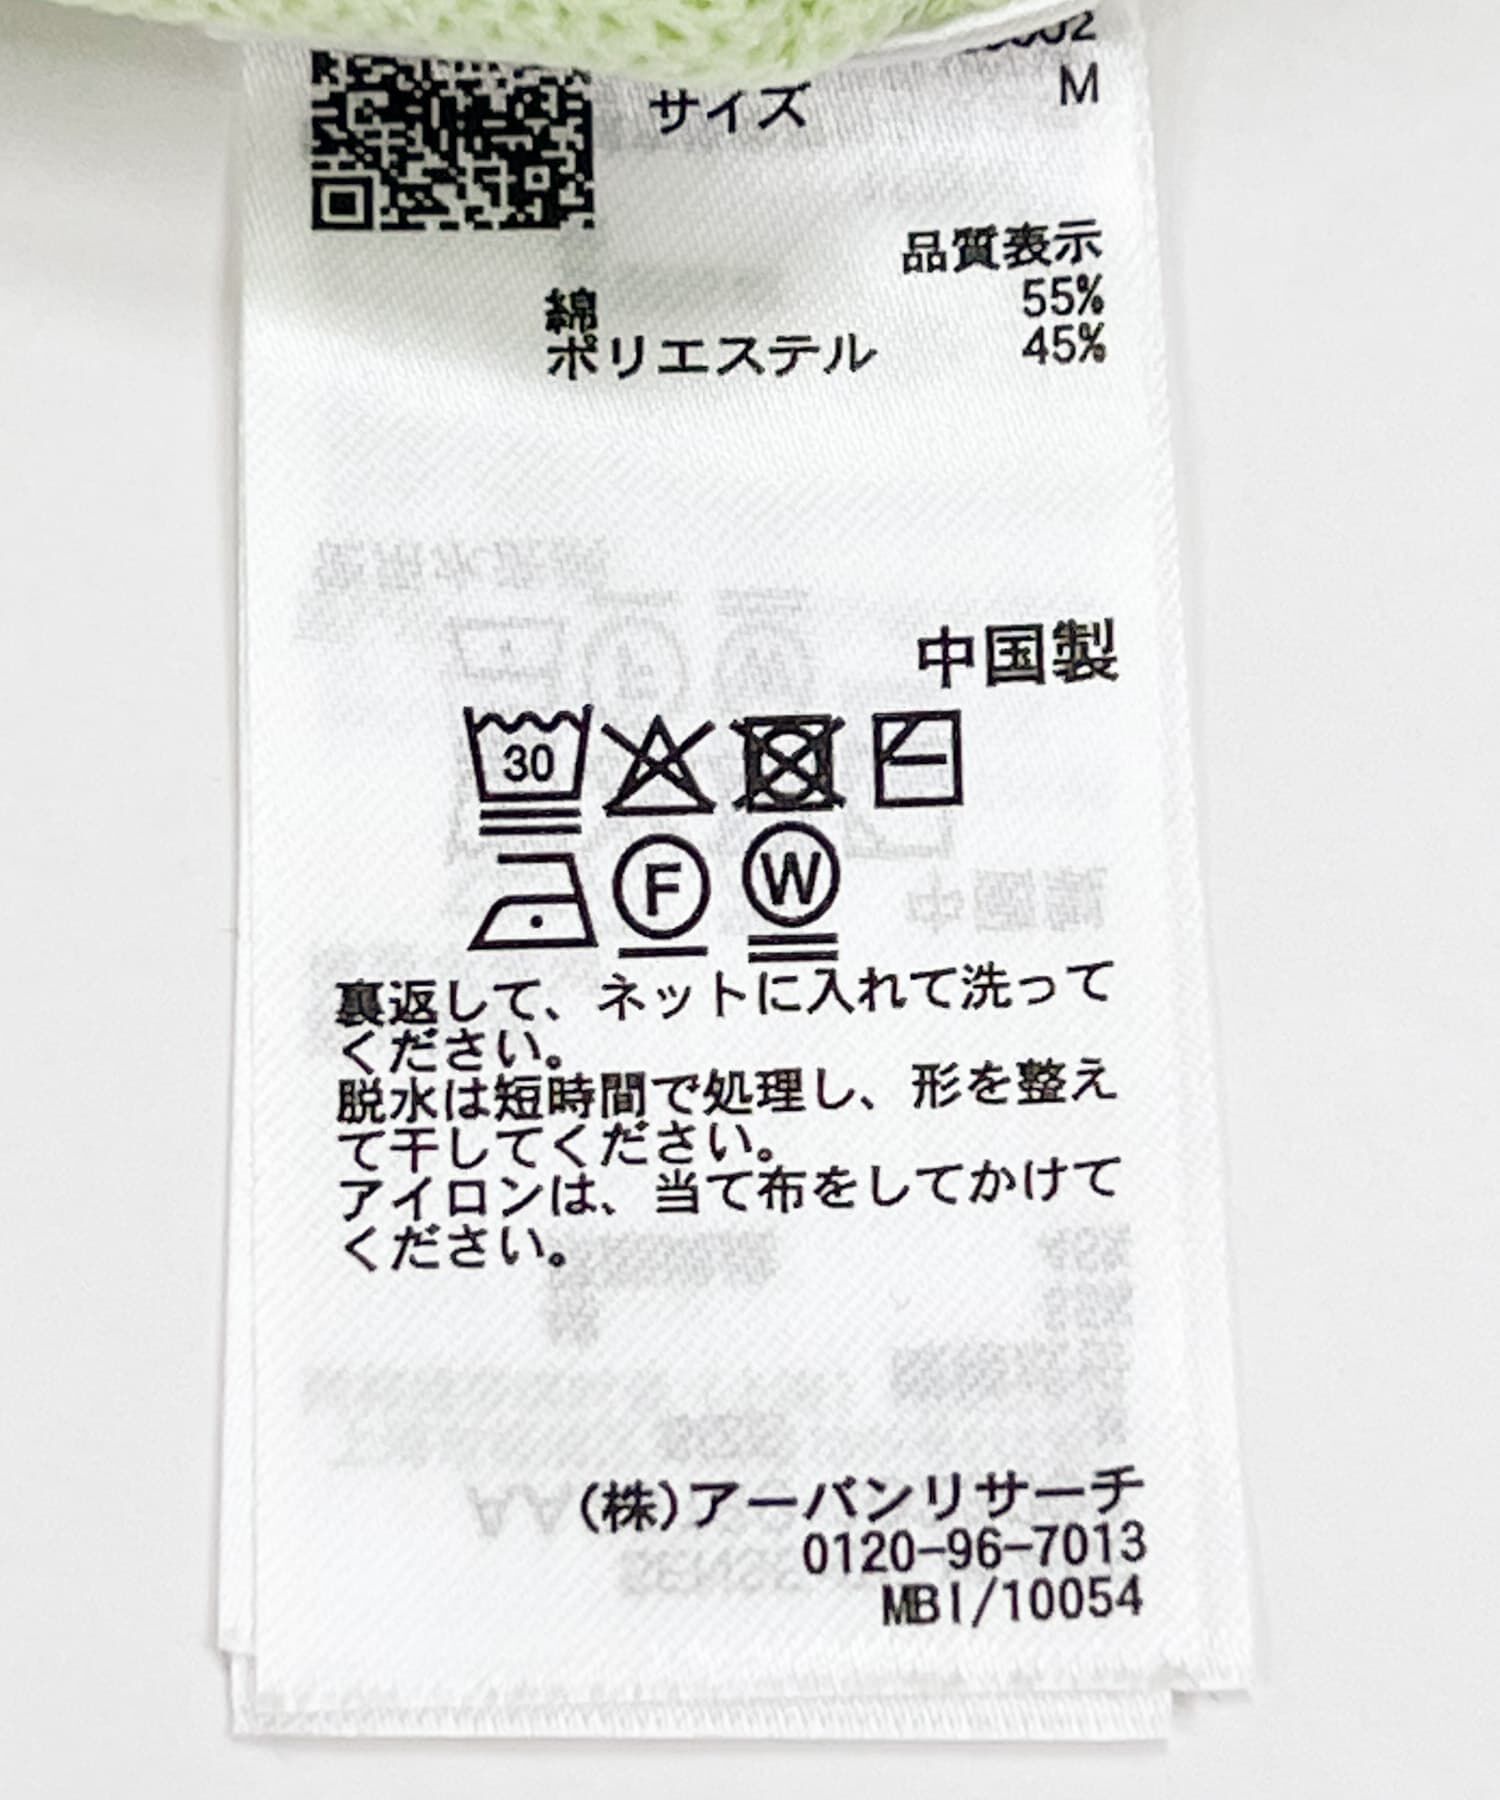 サイズ M
品質表示
綿 55%
ポリエステル 45%
中国製
30
F W
裏返して、ネットに入れて洗って
ください。
脱水は短時間で処理し、形を整え
て干してください。
アイロンは、当て布をしてかけて
ください。
(株)アーバンリサーチ
0120-96-7013
MBI/10054